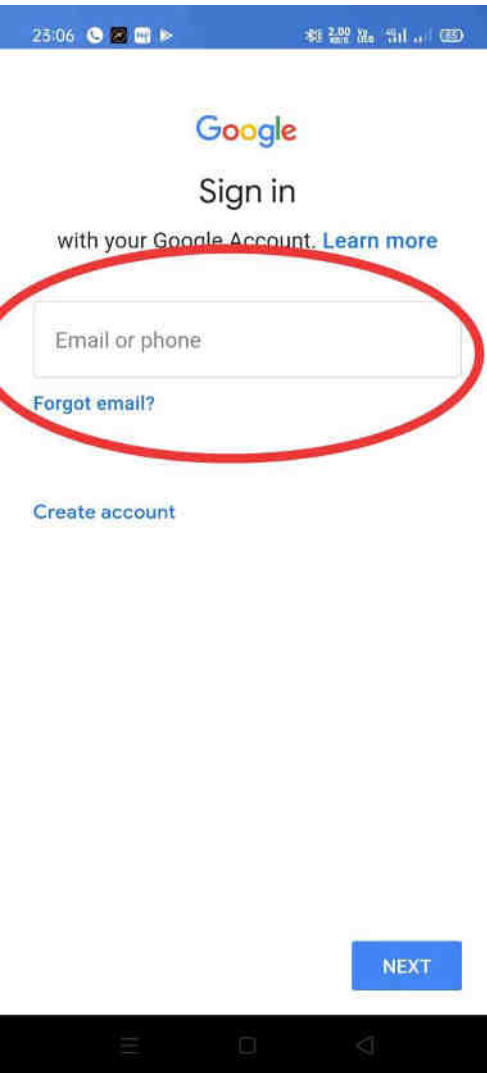 23:06
Google
Sign in
with your Google Account. Learn more
Email or phone
Forgot email?
Create account
NEXT